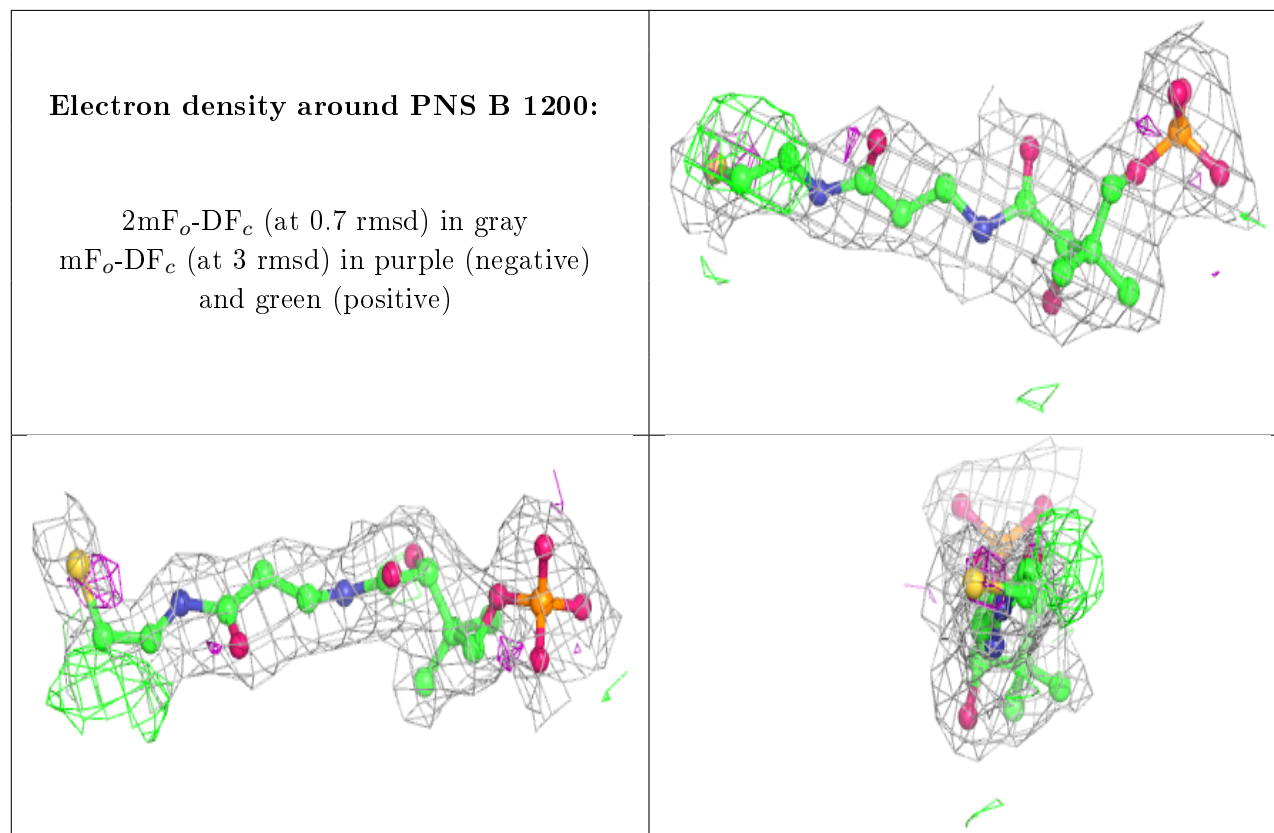 Electron density around PNS B 1200:
2mFo-DFc (at 0.7 rmsd) in gray
mFo-DFc (at 3 rmsd) in purple (negative)
and green (positive)